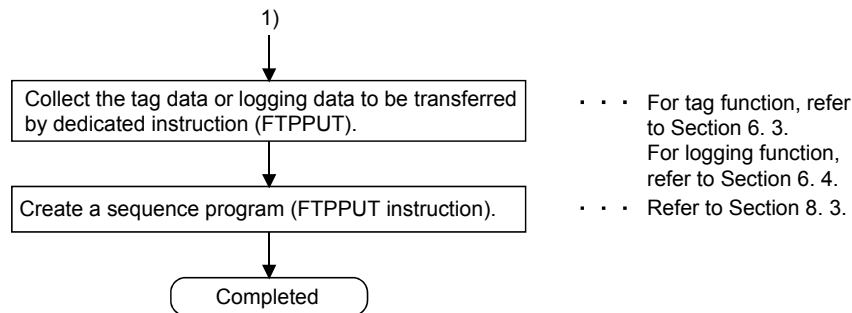 1)
Collect the tag data or logging data to be transferred
by dedicated instruction (FTPPUT).
· · · For tag function, refer
to Section 6. 3.
For logging function,
refer to Section 6. 4.
Create a sequence program (FTPPUT instruction).
· · · Refer to Section 8. 3.
Completed